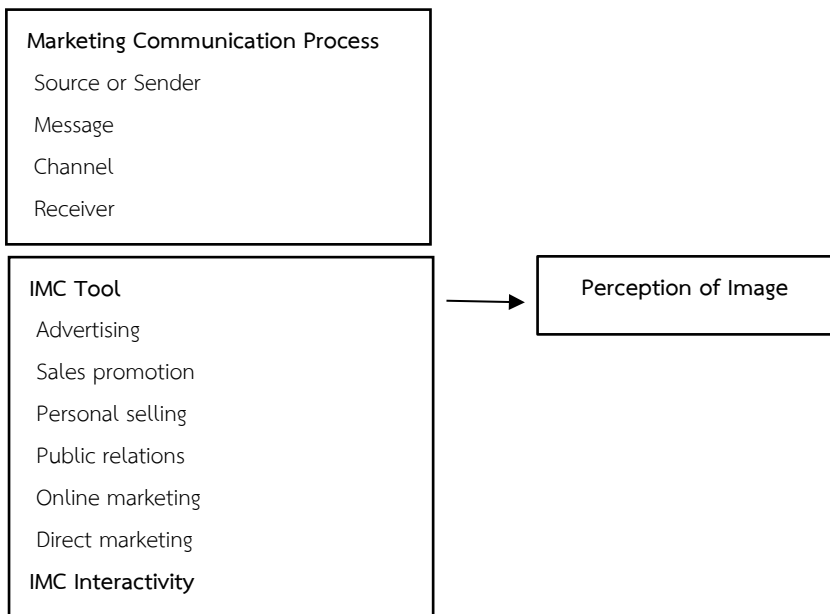 Marketing Communication Process
Source or Sender
Message
Channel
Receiver
IMC Tool
Advertising
Sales promotion
Personal selling
Public relations
Online marketing
Direct marketing
IMC Interactivity
Perception of Image